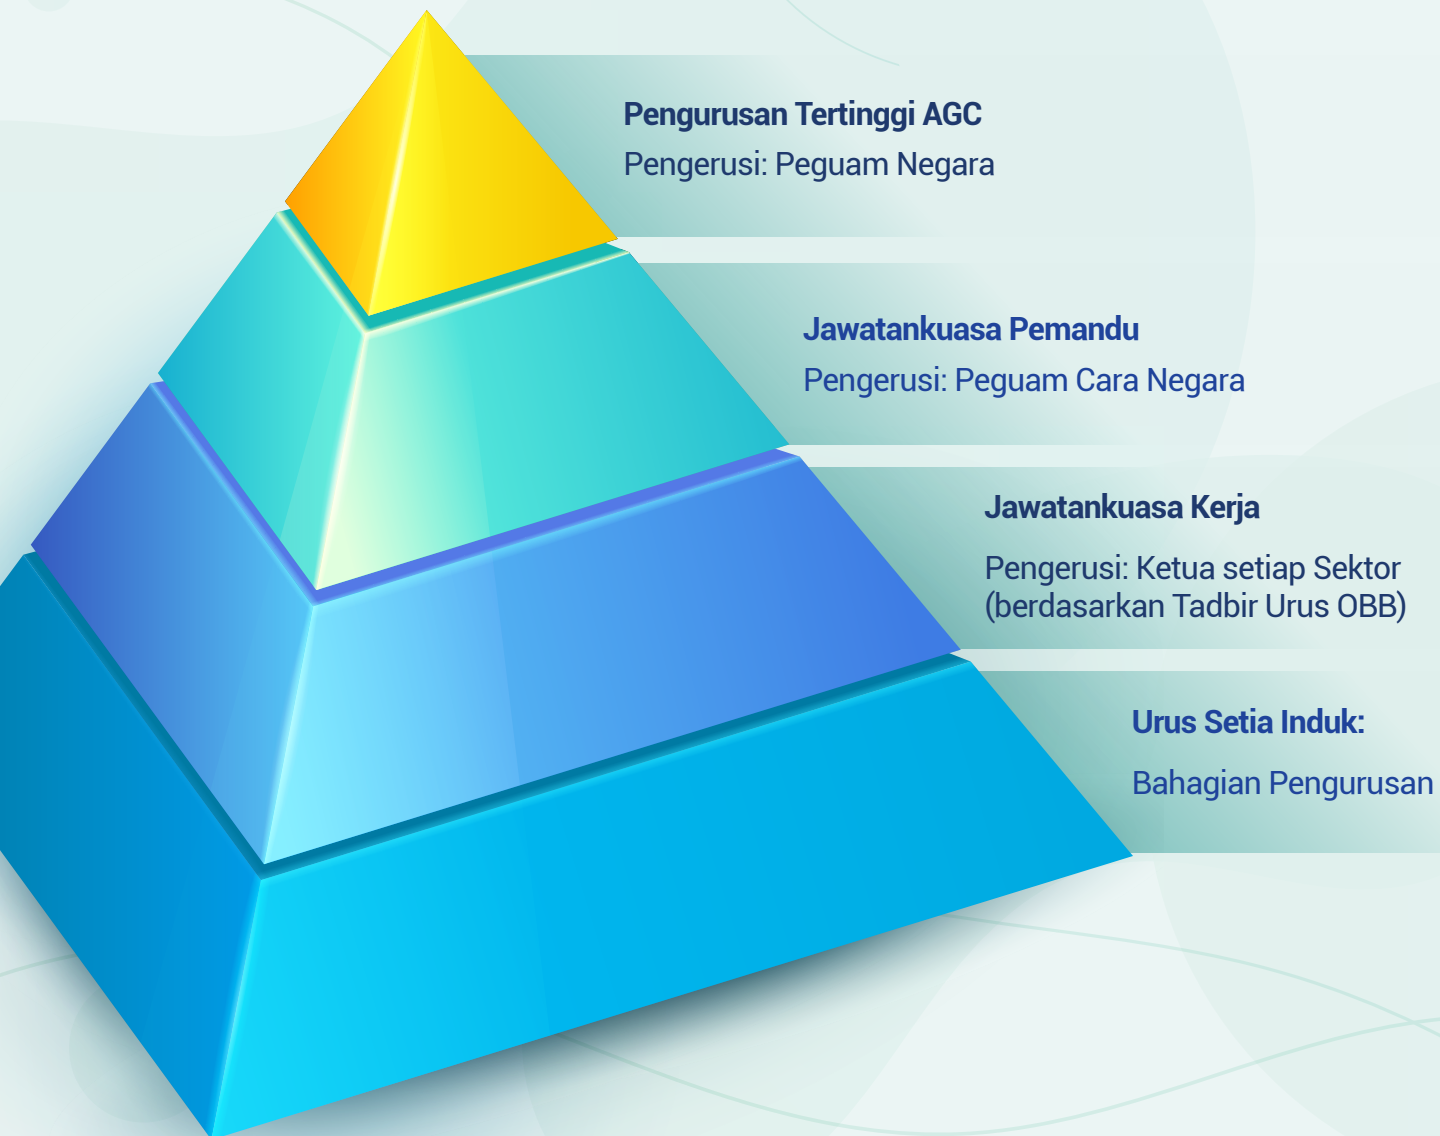 Pengurusan Tertinggi AGC
Pengerusi: Peguam Negara
Jawatankuasa Pemandu
Pengerusi: Peguam Cara Negara
Jawatankuasa Kerja
Pengerusi: Ketua setiap Sektor
(berdasarkan Tadbir Urus OBB)
Urus Setia Induk:
Bahagian Pengurusan